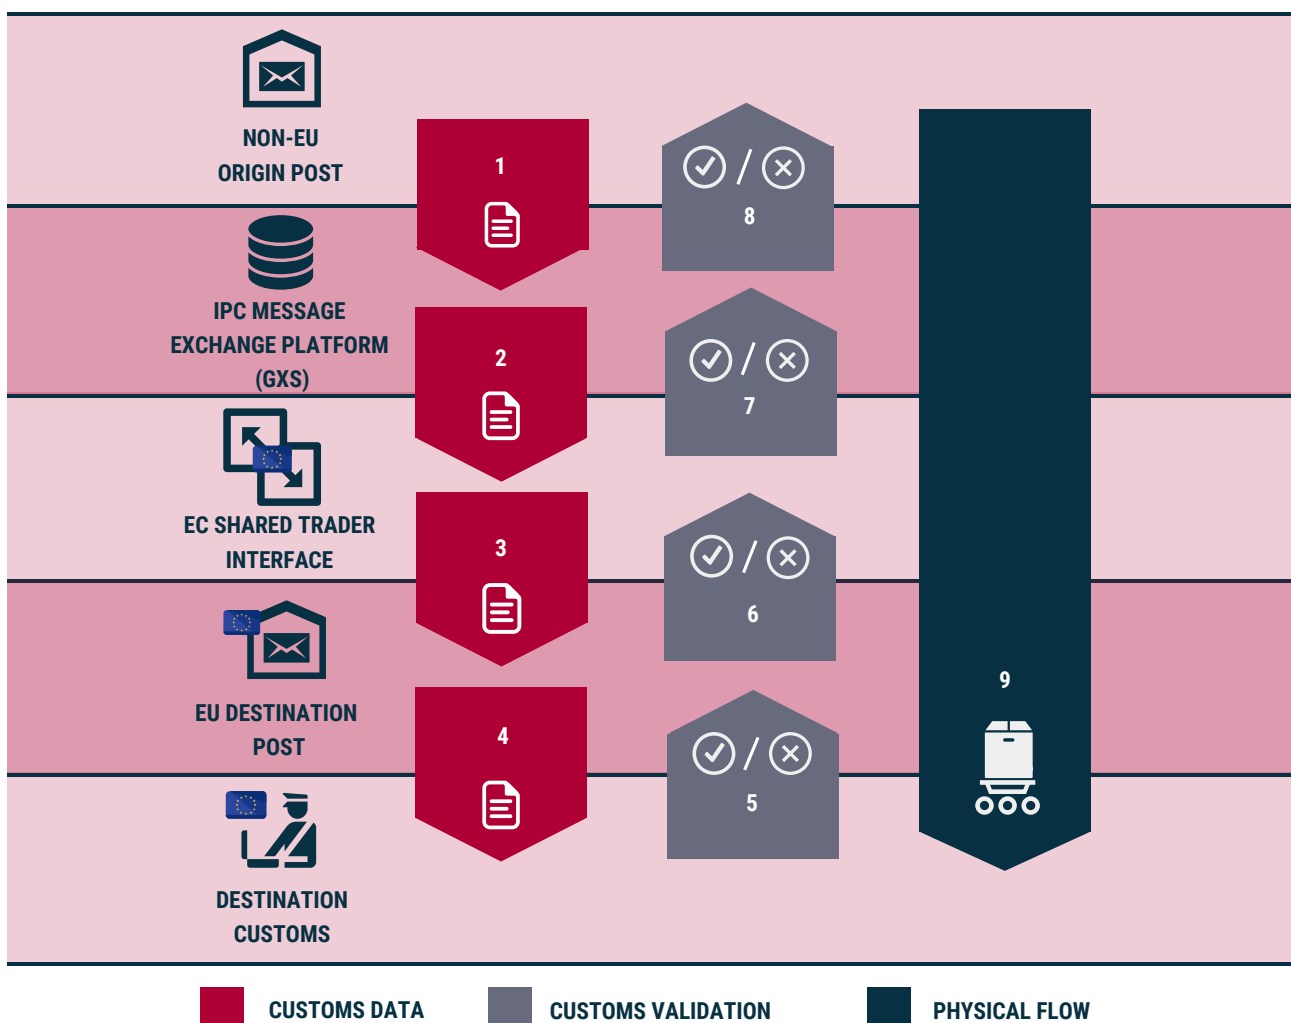 NON-EU
ORIGIN POST
1
8
IPC MESSAGE
EXCHANGE PLATFORM
(GXS)
2
7
EC SHARED TRADER
INTERFACE
3
6
EU DESTINATION
POST
4
5
9
DESTINATION
CUSTOMS
CUSTOMS DATA
CUSTOMS VALIDATION
PHYSICAL FLOW